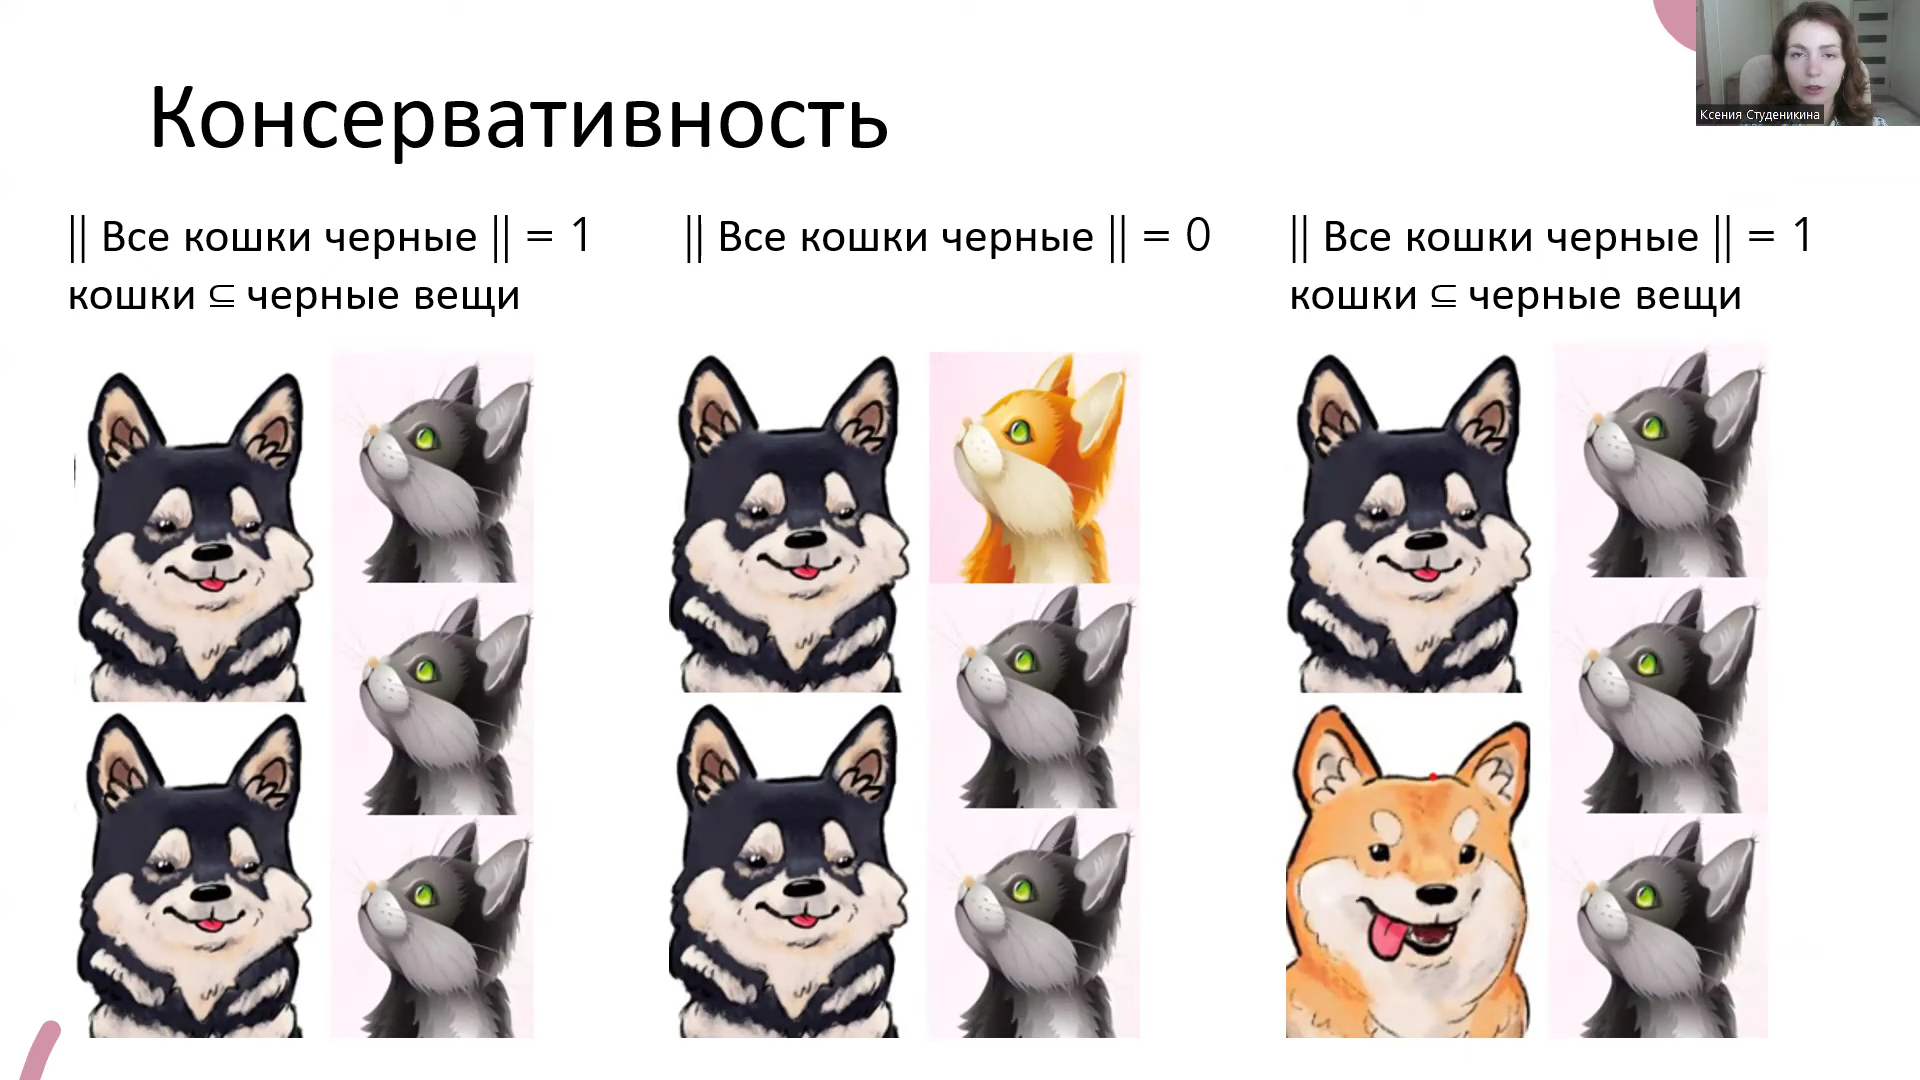 Консервативность
Ксения Студеникина
|| Все кошки черные || = 1
кошки ⊆ черные вещи
|| Все кошки черные || = 0
|| Все кошки черные || = 1
кошки ⊆ черные вещи